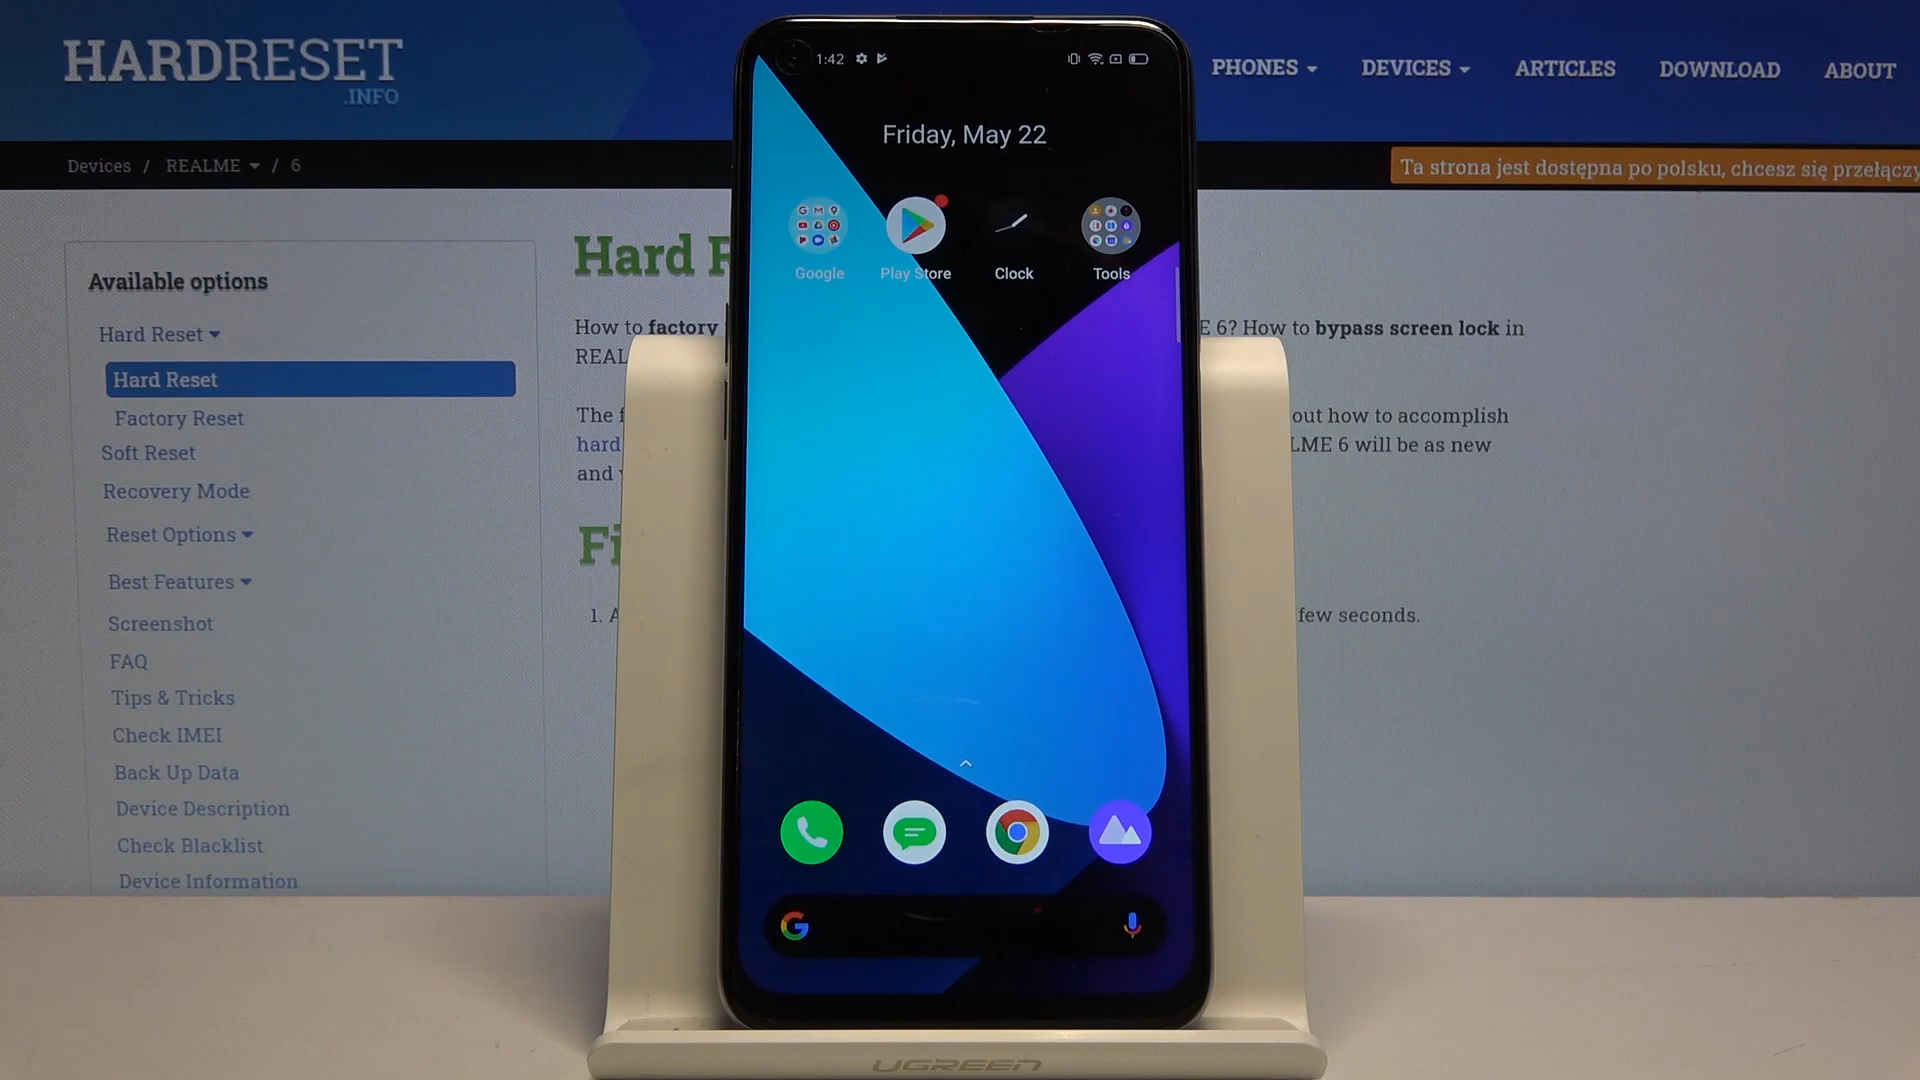 HARDRESET
.INFO
PHONES
DEVICES
ARTICLES
DOWNLOAD
ABOUT
Devices / REALME / 6
Ta strona jest dostępna po polsku, chcesz się przełączy
Available options
Hard Reset
Hard Reset
Factory Reset
Soft Reset
Recovery Mode
Reset Options
Best Features
Screenshot
FAQ
Tips & Tricks
Check IMEI
Back Up Data
Device Description
Check Blacklist
Device Information
Hard R
How to factory
E 6? How to bypass screen lock in
REAL
The f
out how to accomplish
hard
LME 6 will be as new
and
Fi
1. A
few seconds.
1:42
Friday, May 22
Google
Play Store
Clock
Tools
UGREEN